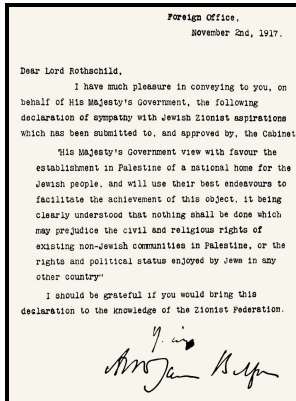 Foreign Office,
November 2nd, 1917.
Dear Lord Rothschild,
I have much pleasure in conveying to you, on
behalf of His Majesty's Government, the following
declaration of sympathy with Jewish Zionist aspirations
which has been submitted to, and approved by, the Cabinet
"His Majesty's Government view with favour the
establishment in Palestine of a national home for the
Jewish people, and will use their best endeavours to
facilitate the achievement of this object, it being
clearly understood that nothing shall be done which
may prejudice the civil and religious rights of
existing non-Jewish communities in Palestine, or the
rights and political status enjoyed by Jews in any
other country"
I should be grateful if you would bring this
declaration to the knowledge of the Zionist Federation.